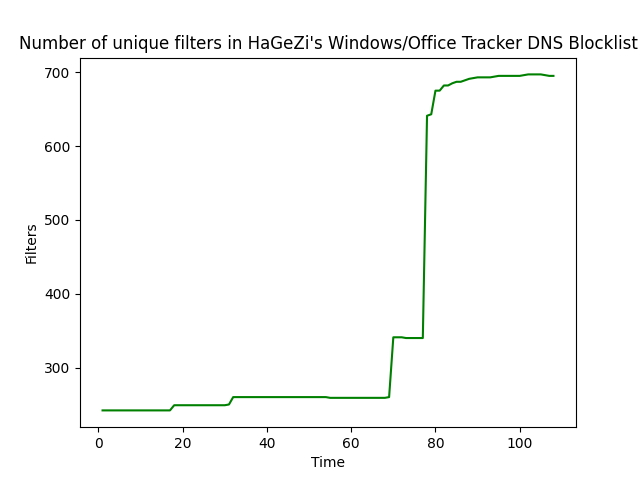 Number of unique filters in HaGeZi's Windows/Office Tracker DNS Blocklist
700
600
500
400
300
Filters
0 20 40 60 80 100
Time